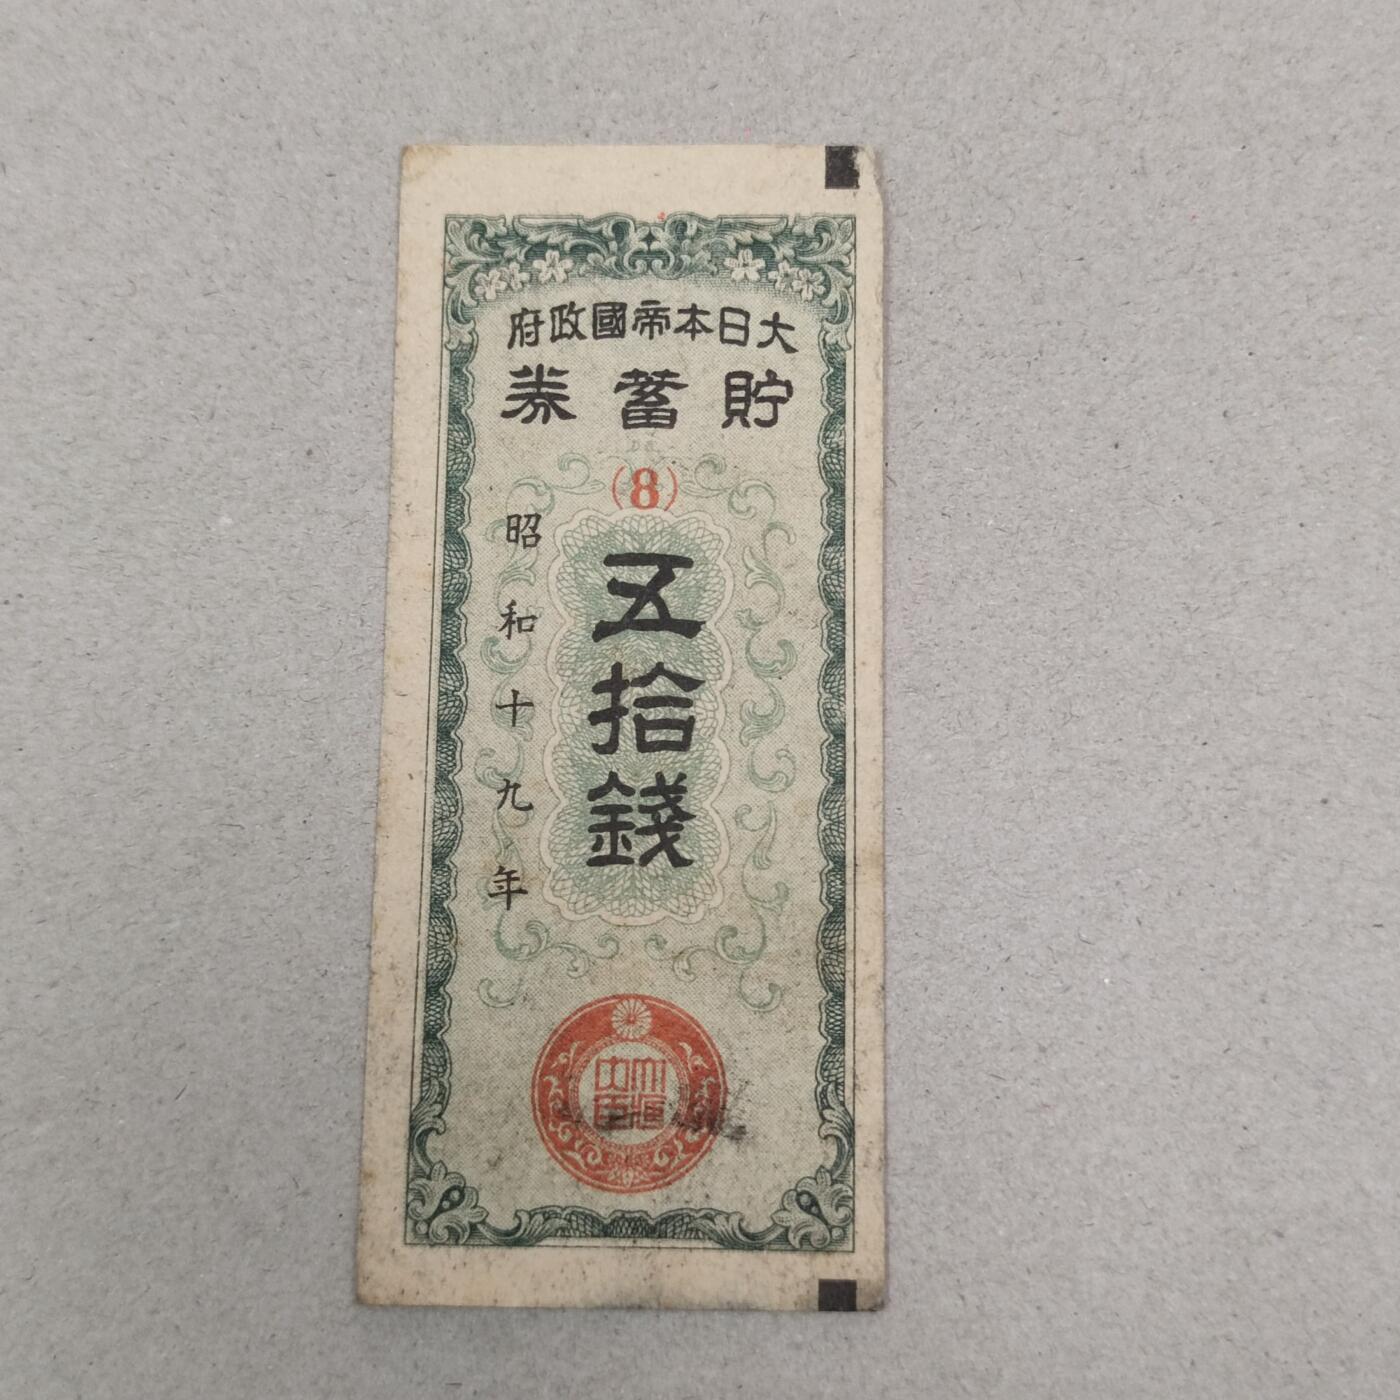 大日本帝國政府
貯蓄券
(8)
五拾錢
昭和十九年